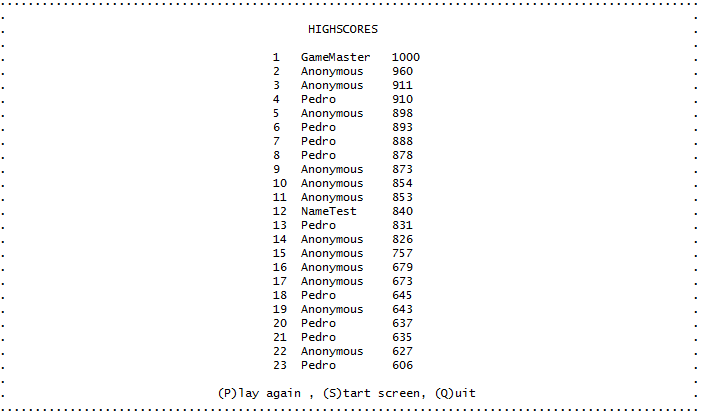 HIGHSCORES
1 GameMaster 1000
2 Anonymous 960
3 Anonymous 911
4 Pedro 910
5 Anonymous 898
6 Pedro 893
7 Pedro 888
8 Pedro 878
9 Anonymous 873
10 Anonymous 854
11 Anonymous 853
12 NameTest 840
13 Pedro 831
14 Anonymous 826
15 Anonymous 757
16 Anonymous 679
17 Anonymous 673
18 Pedro 645
19 Anonymous 643
20 Pedro 637
21 Pedro 635
22 Anonymous 627
23 Pedro 606
(P)lay again , (S)tart screen, (Q)uit